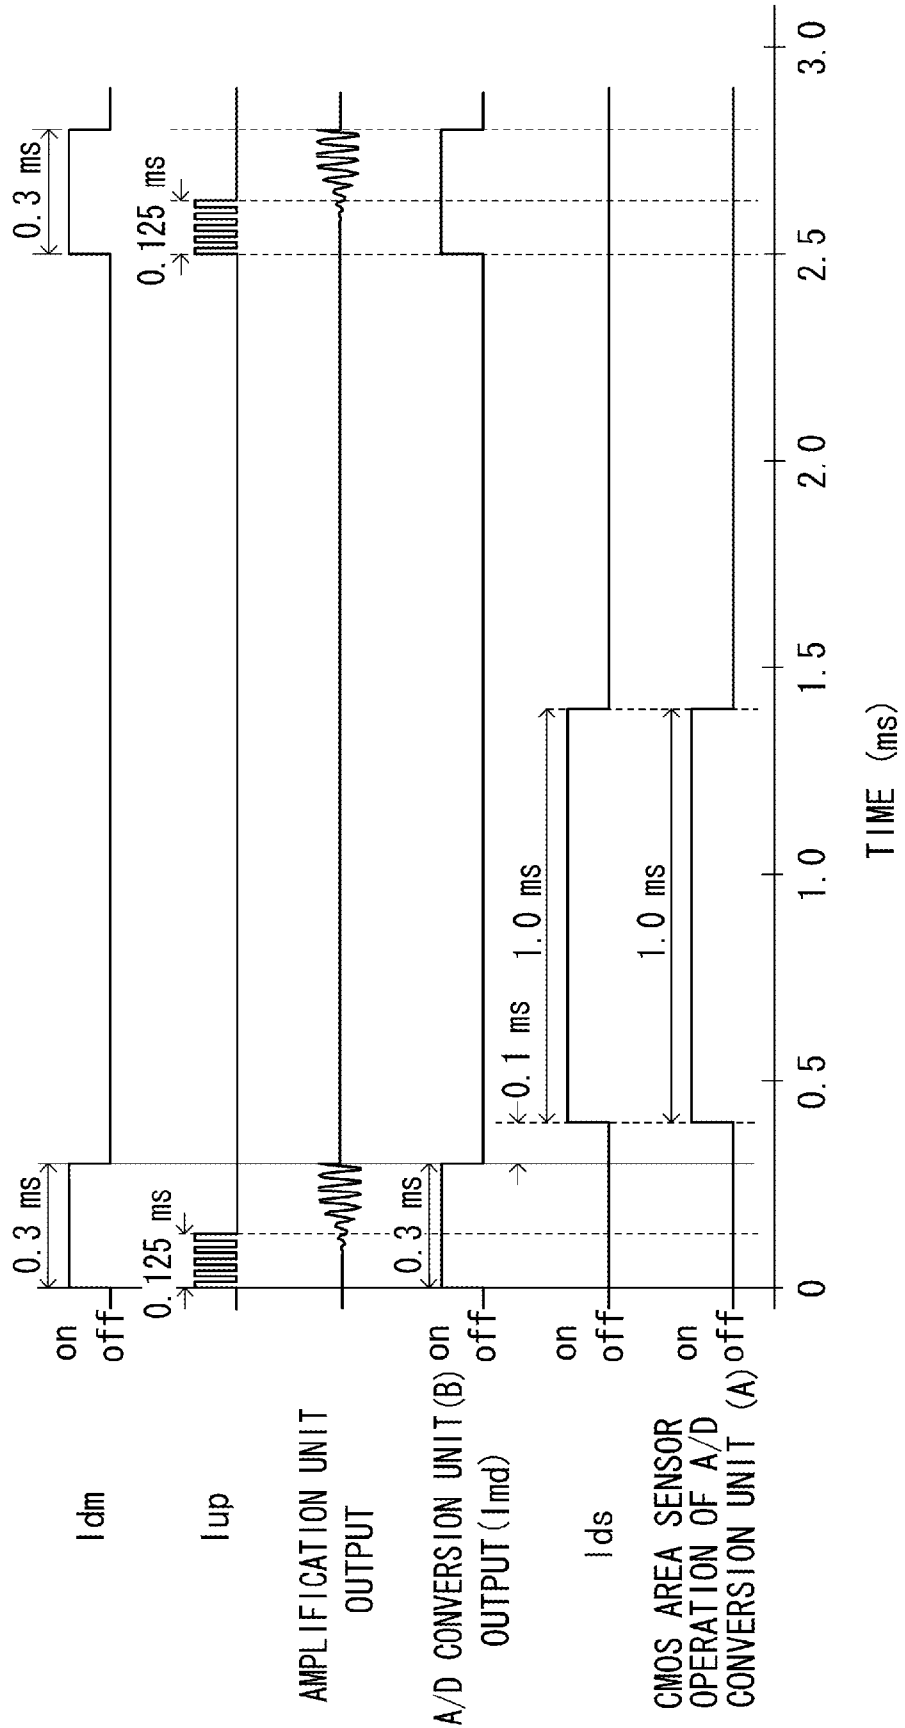 Idm
on
off
0.3 ms
0.3 ms
Iup
0.125 ms
0.125 ms
AMPLIFICATION UNIT
OUTPUT
A/D CONVERSION UNIT(B)
OUTPUT(Imd)
on
off
0.3 ms
0.1 ms
Ids
on
off
1.0 ms
CMOS AREA SENSOR
OPERATION OF A/D
CONVERSION UNIT (A)
on
off
1.0 ms
0
0.5
1.0
1.5
2.0
2.5
3.0
TIME (ms)